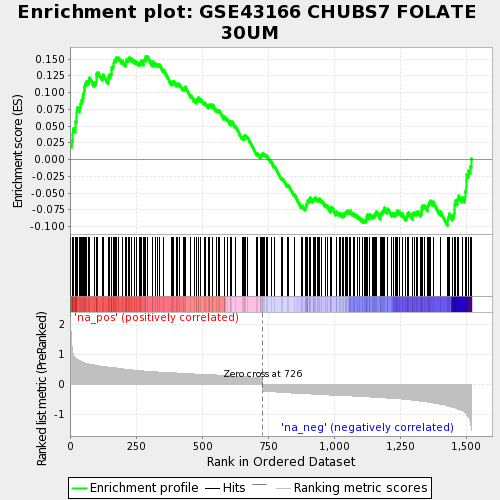 Enrichment plot: GSE43166 CHUBS7 FOLATE
30UM
Enrichment score (ES)
0.150
0.125
0.100
0.075
0.050
0.025
0.000
-0.025
-0.050
-0.075
-0.100
'na_pos' (positively correlated)
Ranked list metric (PreRanked)
2
1
0
-1
Zero cross at 726
'na_neg' (negatively correlated)
0
250
500
750
1,000
1,250
1,500
Rank in Ordered Dataset
Enrichment profile
Hits
Ranking metric scores